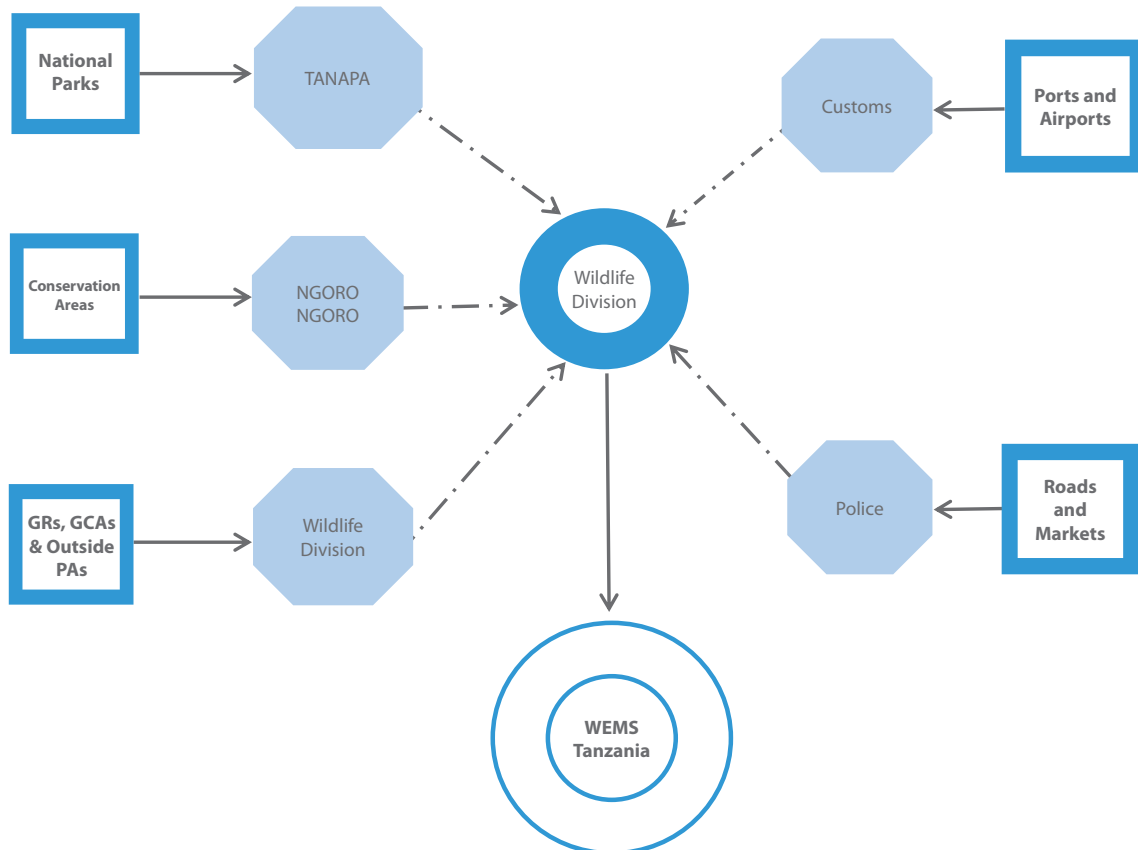 National
Parks
TANAPA
Customs
Ports and
Airports
Conservation
Areas
NGORO
NGORO
Wildlife
Division
GRs, GCAs
& Outside
PAs
Wildlife
Division
Police
Roads
and
Markets
WEMS
Tanzania